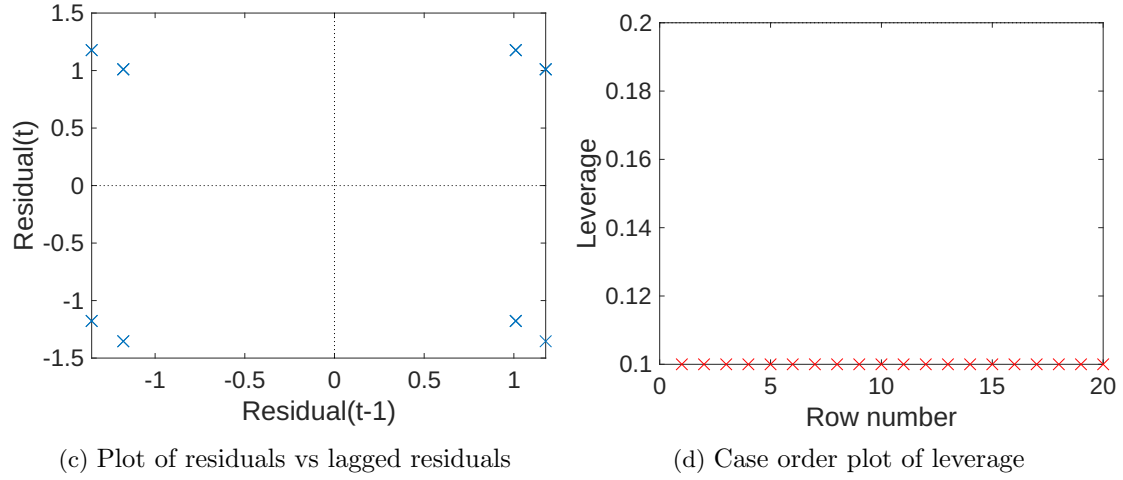 1.5
1
0.5
0
-0.5
-1
-1.5
Residual(t)
-1 -0.5 0 0.5 1
Residual(t-1)
(c) Plot of residuals vs lagged residuals
0.2
0.18
0.16
0.14
0.12
0.1
Leverage
0 5 10 15 20
Row number
(d) Case order plot of leverage